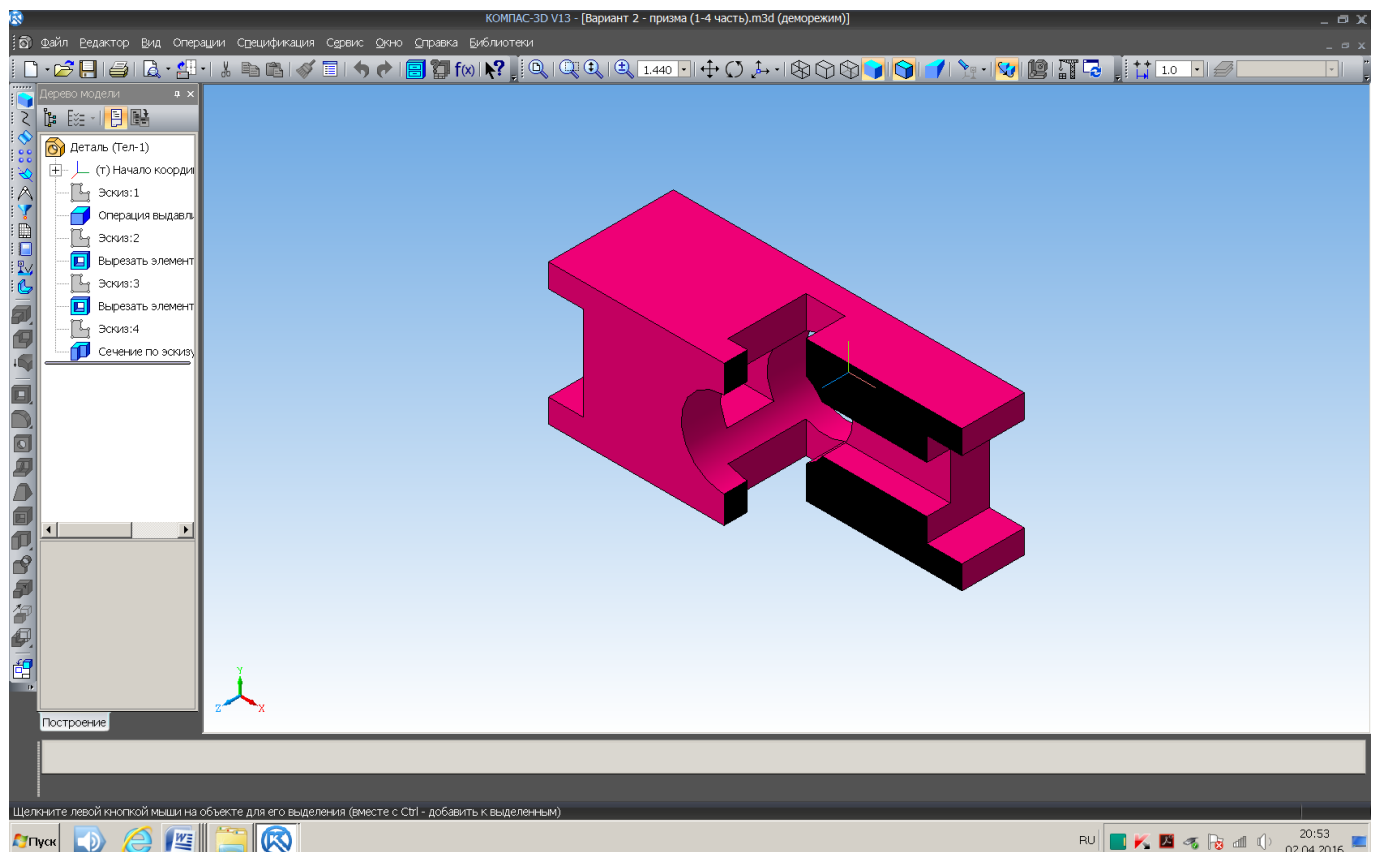 КОМПАС-3D V13 - [Вариант 2 - призма (1-4 часть).m3d (деморежим)]
Файл Редактор Вид Операции Спецификация Сервис Окно Справка Библиотеки
1.440 f(x) 1.0
Дерево модели
Деталь (Тел-1)
(т) Начало коорди
Эскиз:1
Операция выдавл
Эскиз:2
Вырезать элемент
Эскиз:3
Вырезать элемент
Эскиз:4
Сечение по эскизу
Y
Z X
Построение
Щелкните левой кнопкой мыши на объекте для его выделения (вместе с Ctrl - добавить к выделенным)
Пуск RU 20:53
02.04.2016